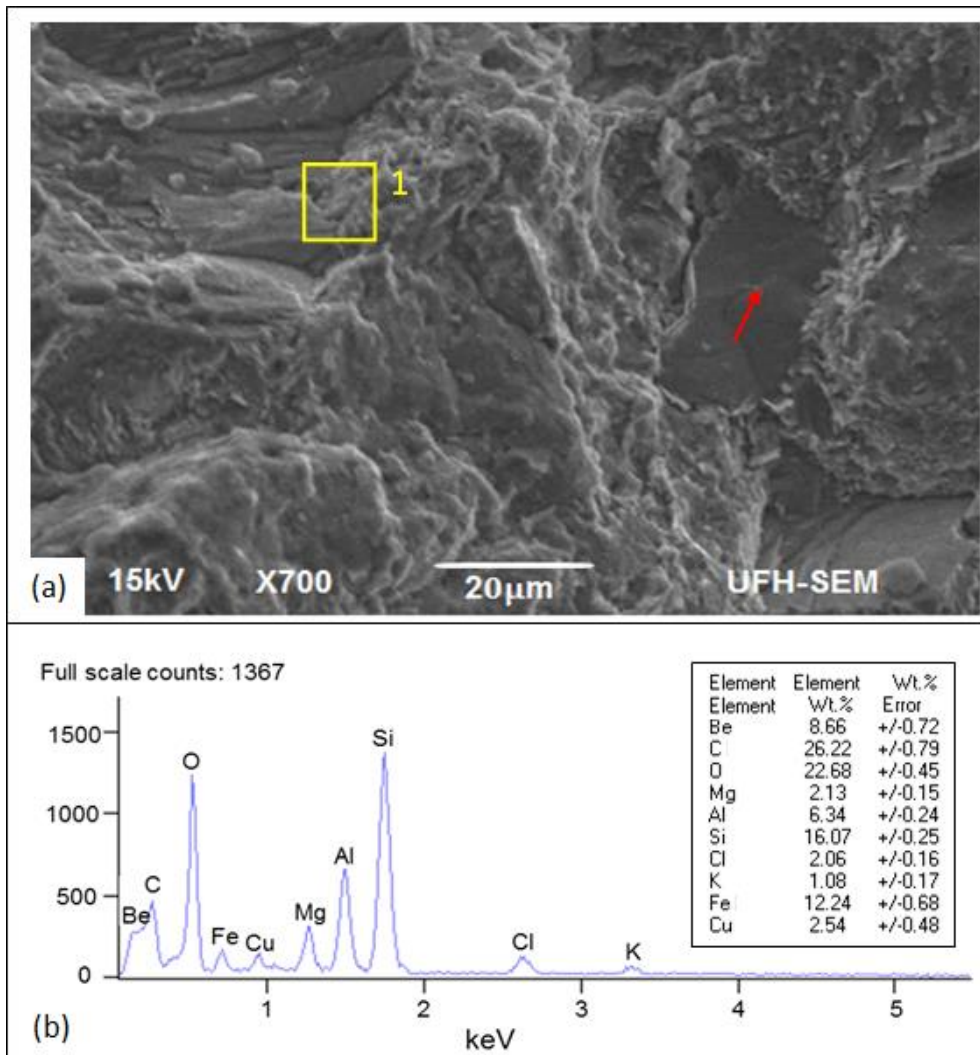 1
(a)
15kV X700 20μm UFH-SEM
Full scale counts: 1367
Element Element Wt.%
Element Wt.% Error
Be 8.66 +/-0.72
C 26.22 +/-0.79
O 22.68 +/-0.45
Mg 2.13 +/-0.15
Al 6.34 +/-0.24
Si 16.07 +/-0.25
Cl 2.06 +/-0.16
K 1.08 +/-0.17
Fe 12.24 +/-0.68
Cu 2.54 +/-0.48
1500
1000
500
0
Be
C
O
Fe
Cu
Mg
Al
Si
Cl
K
1 2 3 4 5
keV
(b)